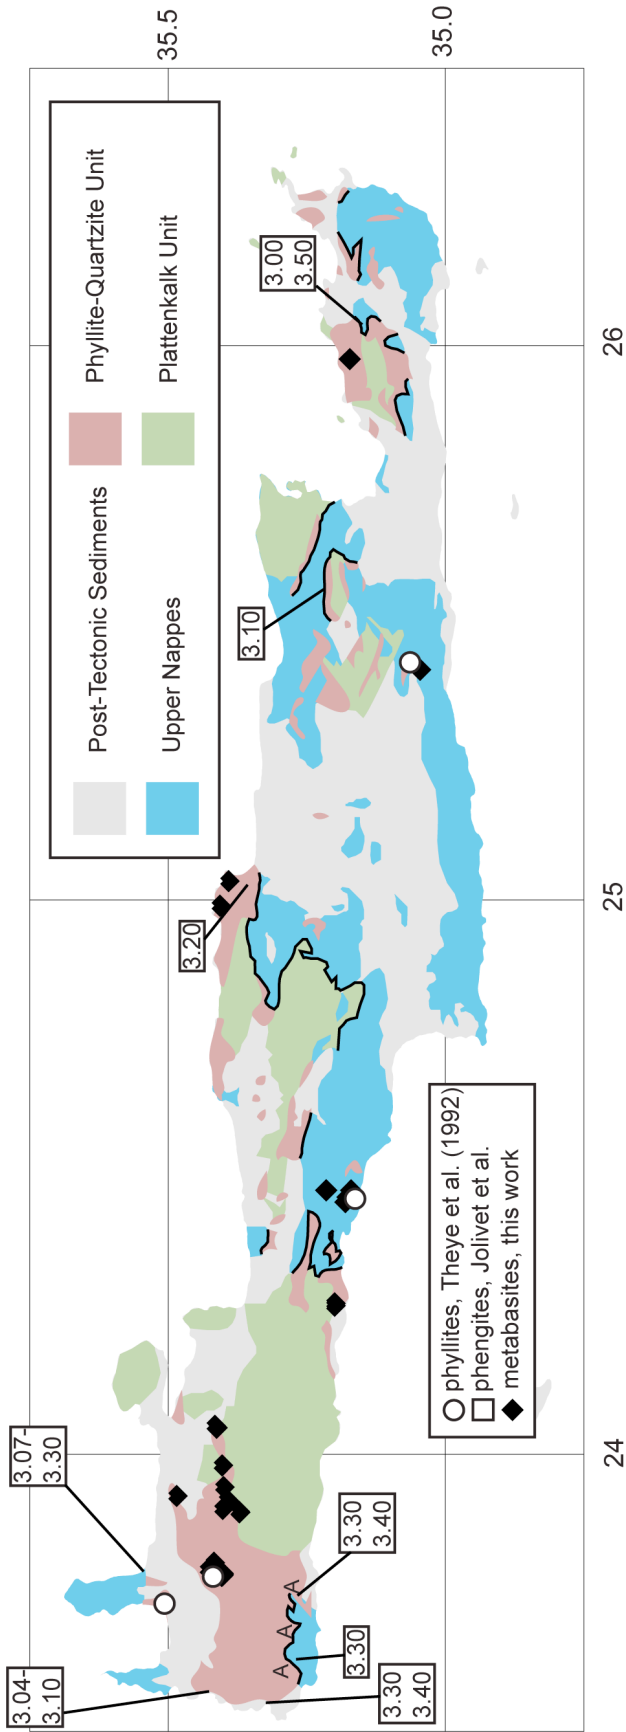 35.5
35.0
24
25
26
Post-Tectonic Sediments
Phyllite-Quartzite Unit
Upper Nappes
Plattenkalk Unit
phyllites, Theye et al. (1992)
phengites, Jolivet et al.
metabasites, this work
3.04-
3.10
3.07-
3.30
3.30
3.40
3.30
3.30
3.40
A
A
A
3.20
3.10
3.00
3.50